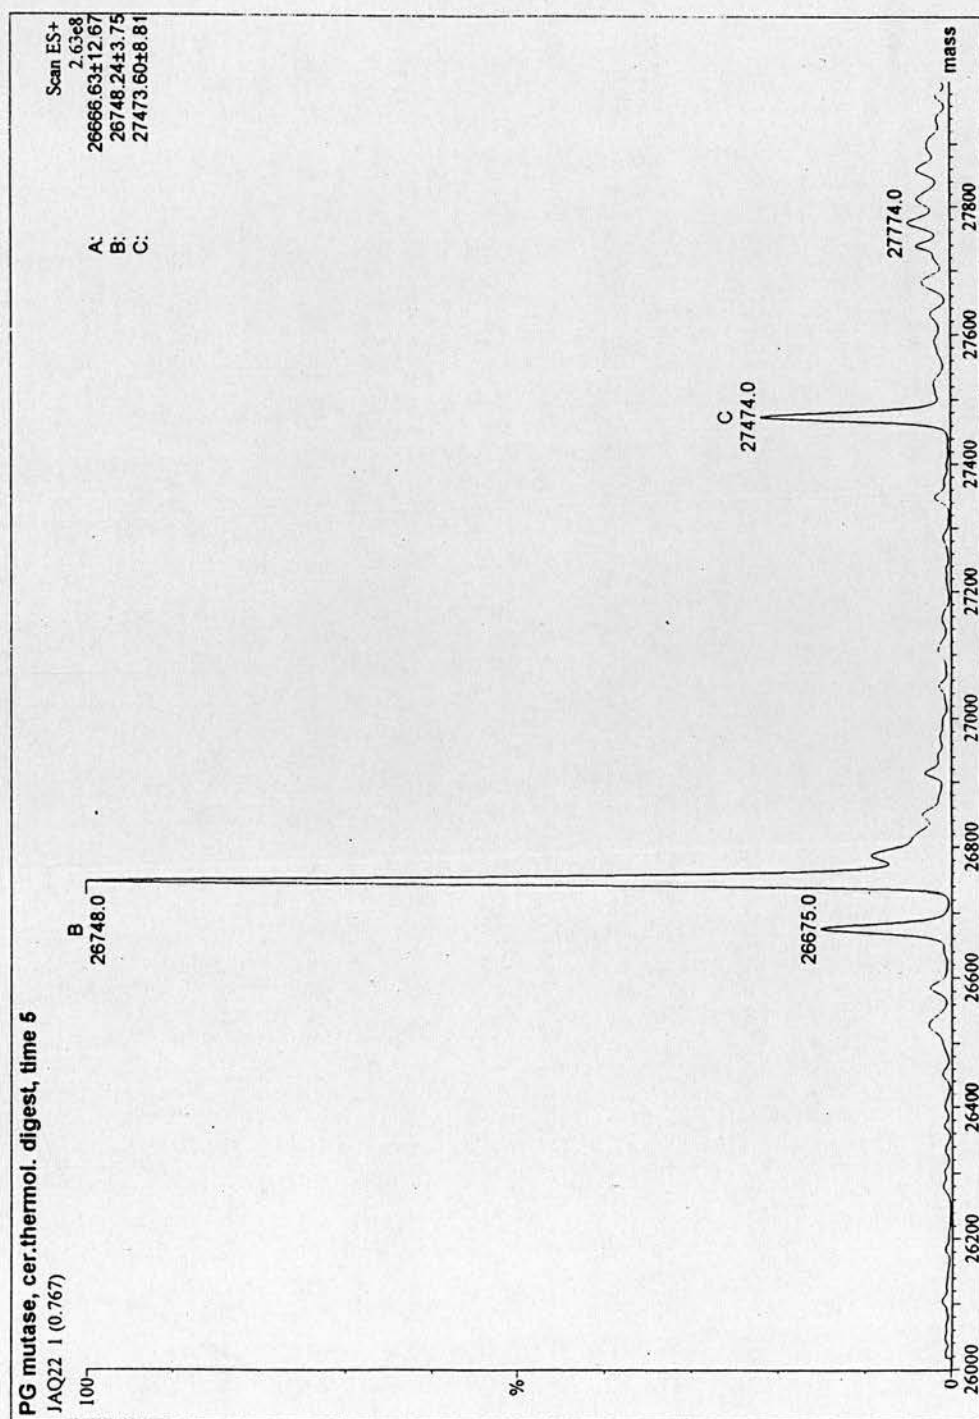 PG mutase, cer.thermol. digest, time 5
JAQ22 1 (0.767)
Scan ES+
2.63e8
A: 26666.63±12.67
B: 26748.24±3.75
C: 27473.60±8.81
100
%
0
B
26748.0
26675.0
C
27474.0
27774.0
26000 26200 26400 26600 26800 27000 27200 27400 27600 27800
mass